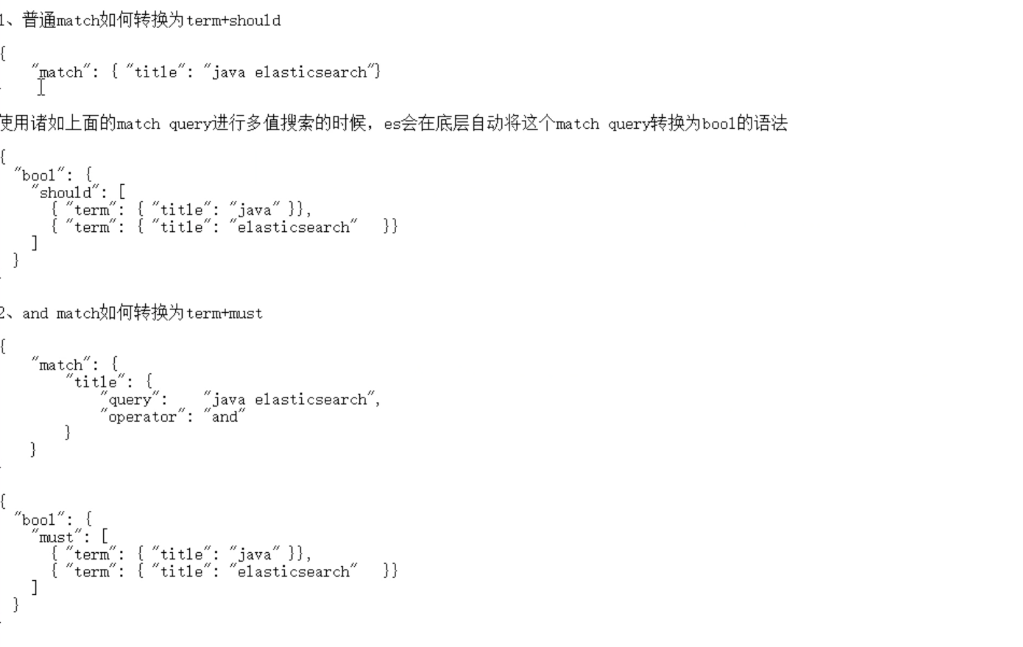 1、普通match如何转换为term+should
{
"match": { "title": "java elasticsearch"}
使用诸如上面的match query进行多值搜索的时候，es会在底层自动将这个match query转换为bool的语法
{
"bool": {
"should": [
{ "term": { "title": "java" }},
{ "term": { "title": "elasticsearch" }}
]
}
2、and match如何转换为term+must
{
"match": {
"title": {
"query": "java elasticsearch",
"operator": "and"
}
}
{
"bool": {
"must": [
{ "term": { "title": "java" }},
{ "term": { "title": "elasticsearch" }}
]
}